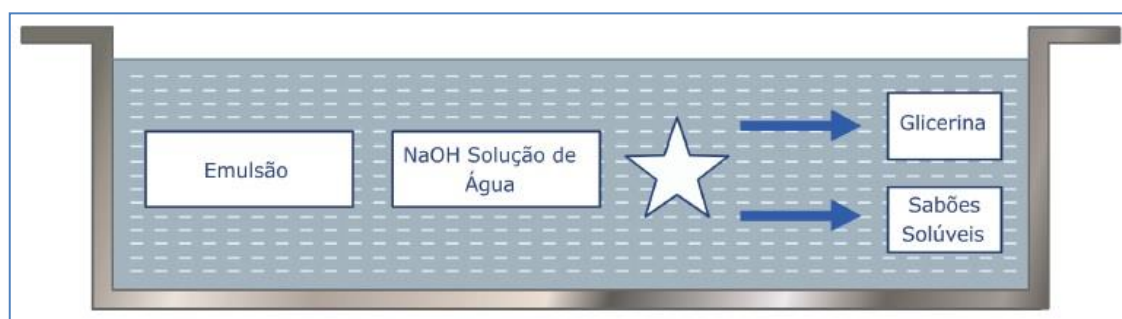 Emulsão
NaOH Solução de
Água
Glicerina
Sabões
Solúveis